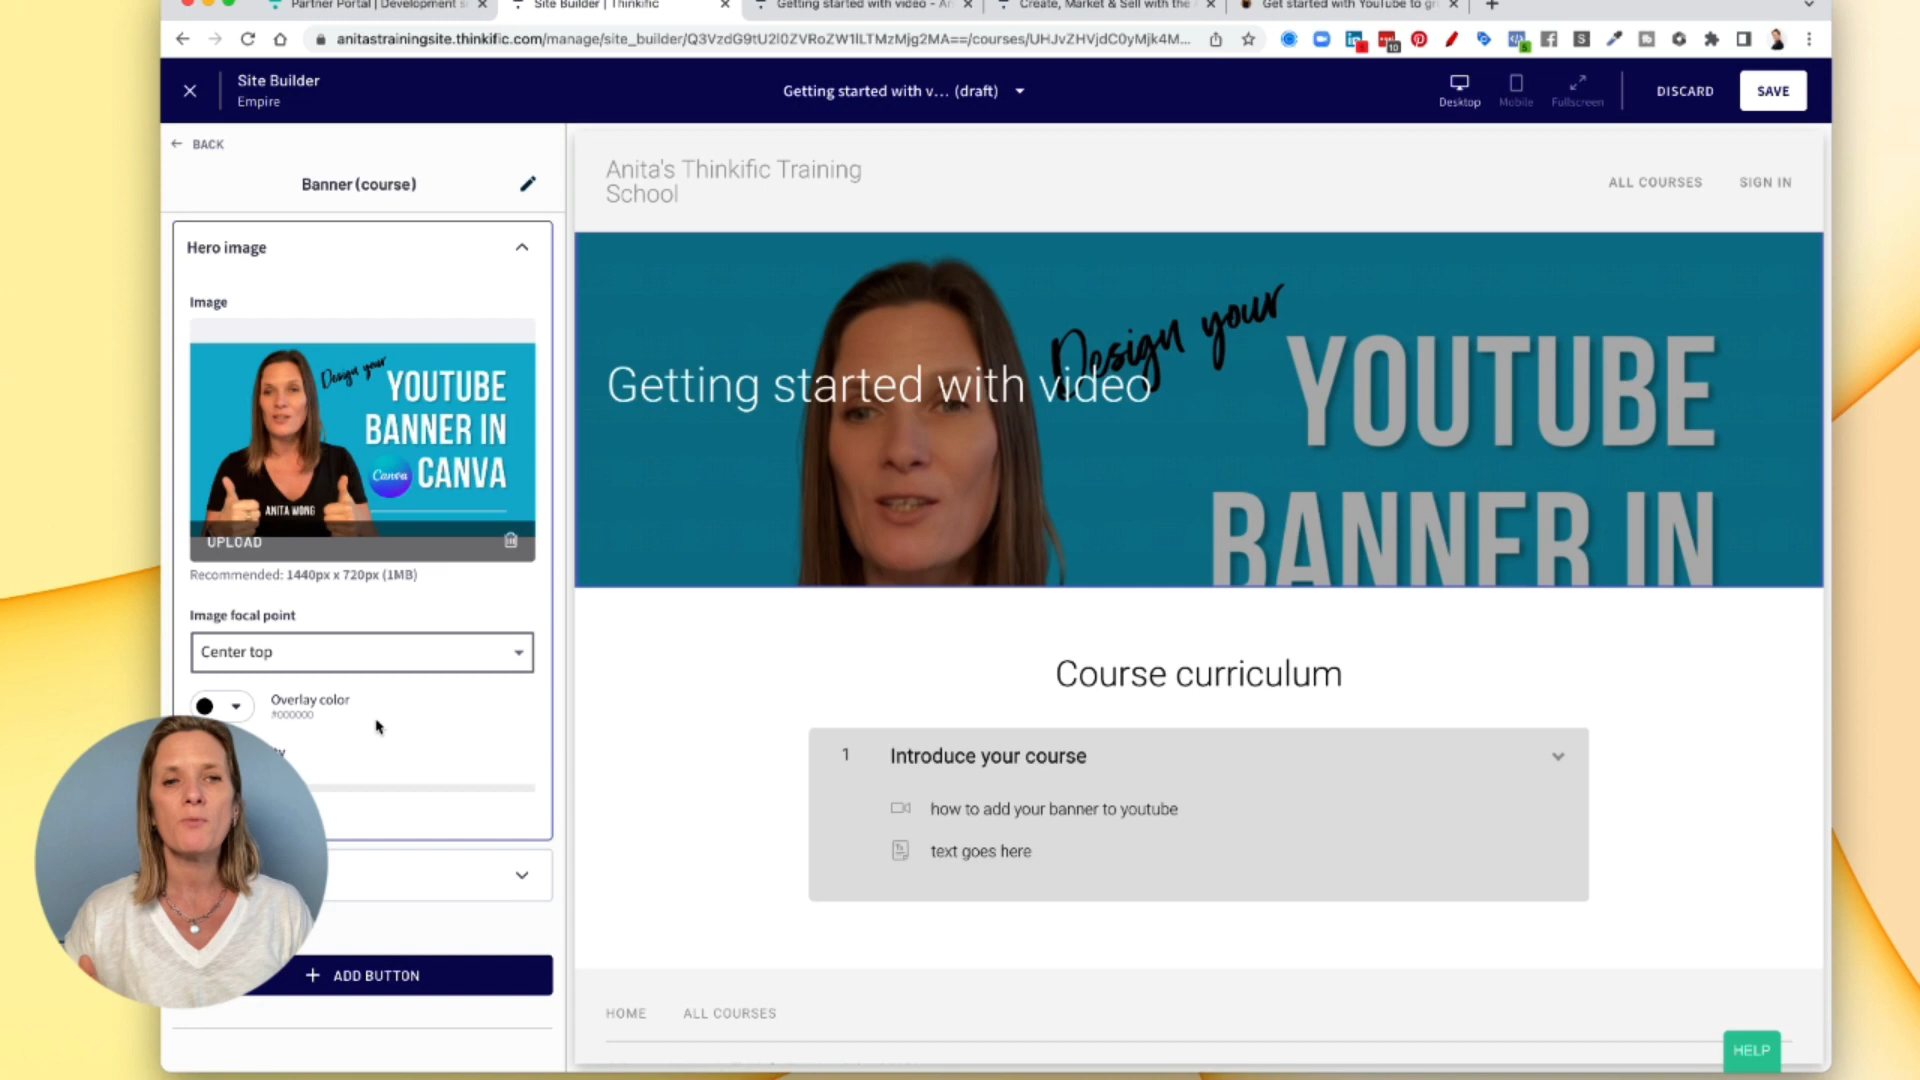 Partner Portal | Development s
Site Builder | Thinkific
Getting started with video - An
Create, Market & Sell with the
Get started with YouTube to gr
anitastrainingsite.thinkific.com/manage/site_builder/
Site Builder
Empire
Getting started with v... (draft)
Desktop
Mobile
Fullscreen
DISCARD
SAVE
BACK
Banner (course)
Hero image
Image
Design your
YOUTUBE
BANNER IN
Canva CANVA
ANITA WONG
UPLOAD
Recommended: 1440px x 720px (1MB)
Image focal point
Center top
Overlay color
#000000
ADD BUTTON
Anita's Thinkific Training
School
ALL COURSES
SIGN IN
Getting started with video
Design your
YOUTUBE
BANNER IN
Course curriculum
1 Introduce your course
how to add your banner to youtube
text goes here
HOME
ALL COURSES
HELP